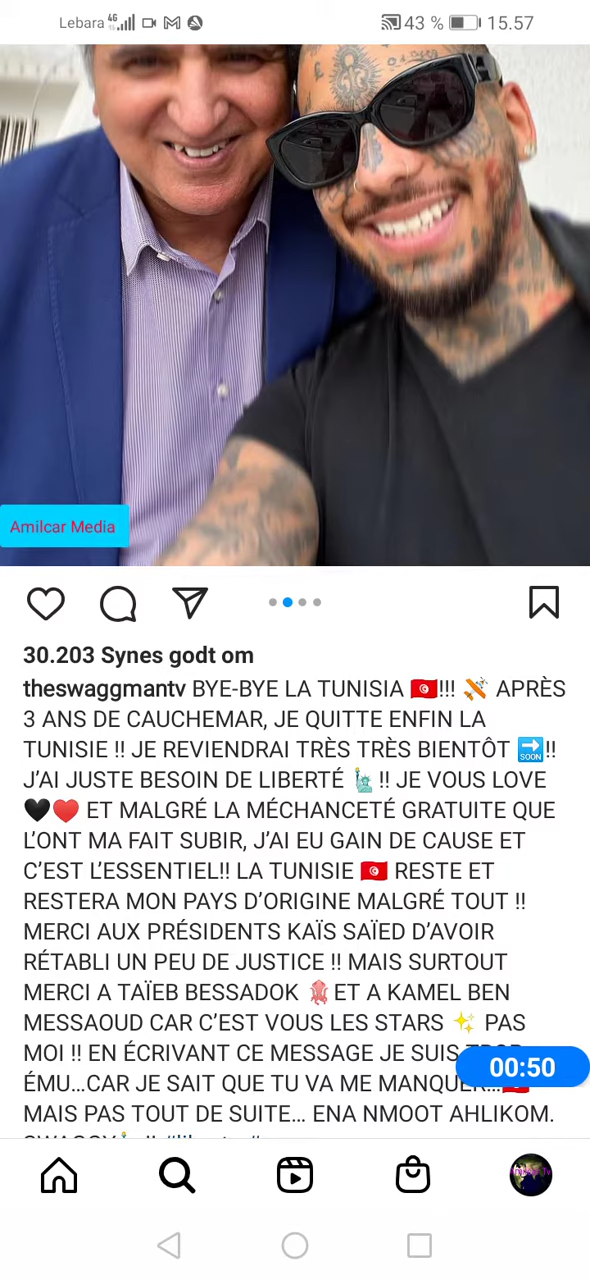 Lebara 4G 43 % 15.57
Amilcar Media
30.203 Synes godt om
theswaggmantv BYE-BYE LA TUNISIA 🇹🇳!!! APRÈS
3 ANS DE CAUCHEMAR, JE QUITTE ENFIN LA
TUNISIE !! JE REVIENDRAI TRÈS TRÈS BIENTÔT 🔜!!
J'AI JUSTE BESOIN DE LIBERTÉ 🗽 !! JE VOUS LOVE
🖤♥️ ET MALGRÉ LA MÉCHANCETÉ GRATUITE QUE
L'ONT MA FAIT SUBIR, J'AI EU GAIN DE CAUSE ET
C'EST L'ESSENTIEL!! LA TUNISIE 🇹🇳 RESTE ET
RESTERA MON PAYS D'ORIGINE MALGRÉ TOUT !!
MERCI AUX PRÉSIDENTS KAÏS SAÏED D'AVOIR
RÉTABLI UN PEU DE JUSTICE !! MAIS SURTOUT
MERCI A TAÏEB BESSADOK 🦑ET A KAMEL BEN
MESSAOUD CAR C'EST VOUS LES STARS ✨ PAS
MOI !! EN ÉCRIVANT CE MESSAGE JE SUIS TROP
00:50
ÉMU...CAR JE SAIT QUE TU VA ME MANQUER...🇹🇳
MAIS PAS TOUT DE SUITE... ENA NMOOT AHLIKOM.